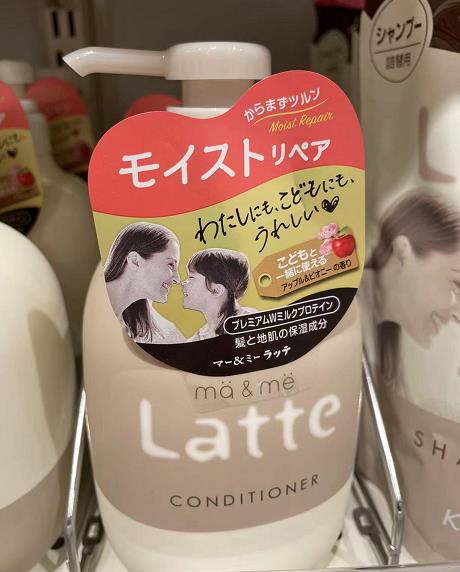 からまずツルン
Moist Repair
モイストリペア
わたしにも、こどもにも、
うれしい
こどもと
一緒に使える
アップル&ピオニーの香り
プレミアムWミルクプロテイン
髪と地肌の保湿成分
マー&ミー ラッテ
mä & më
Latte
CONDITIONER
シャンプー
詰替用
L
SHA
K